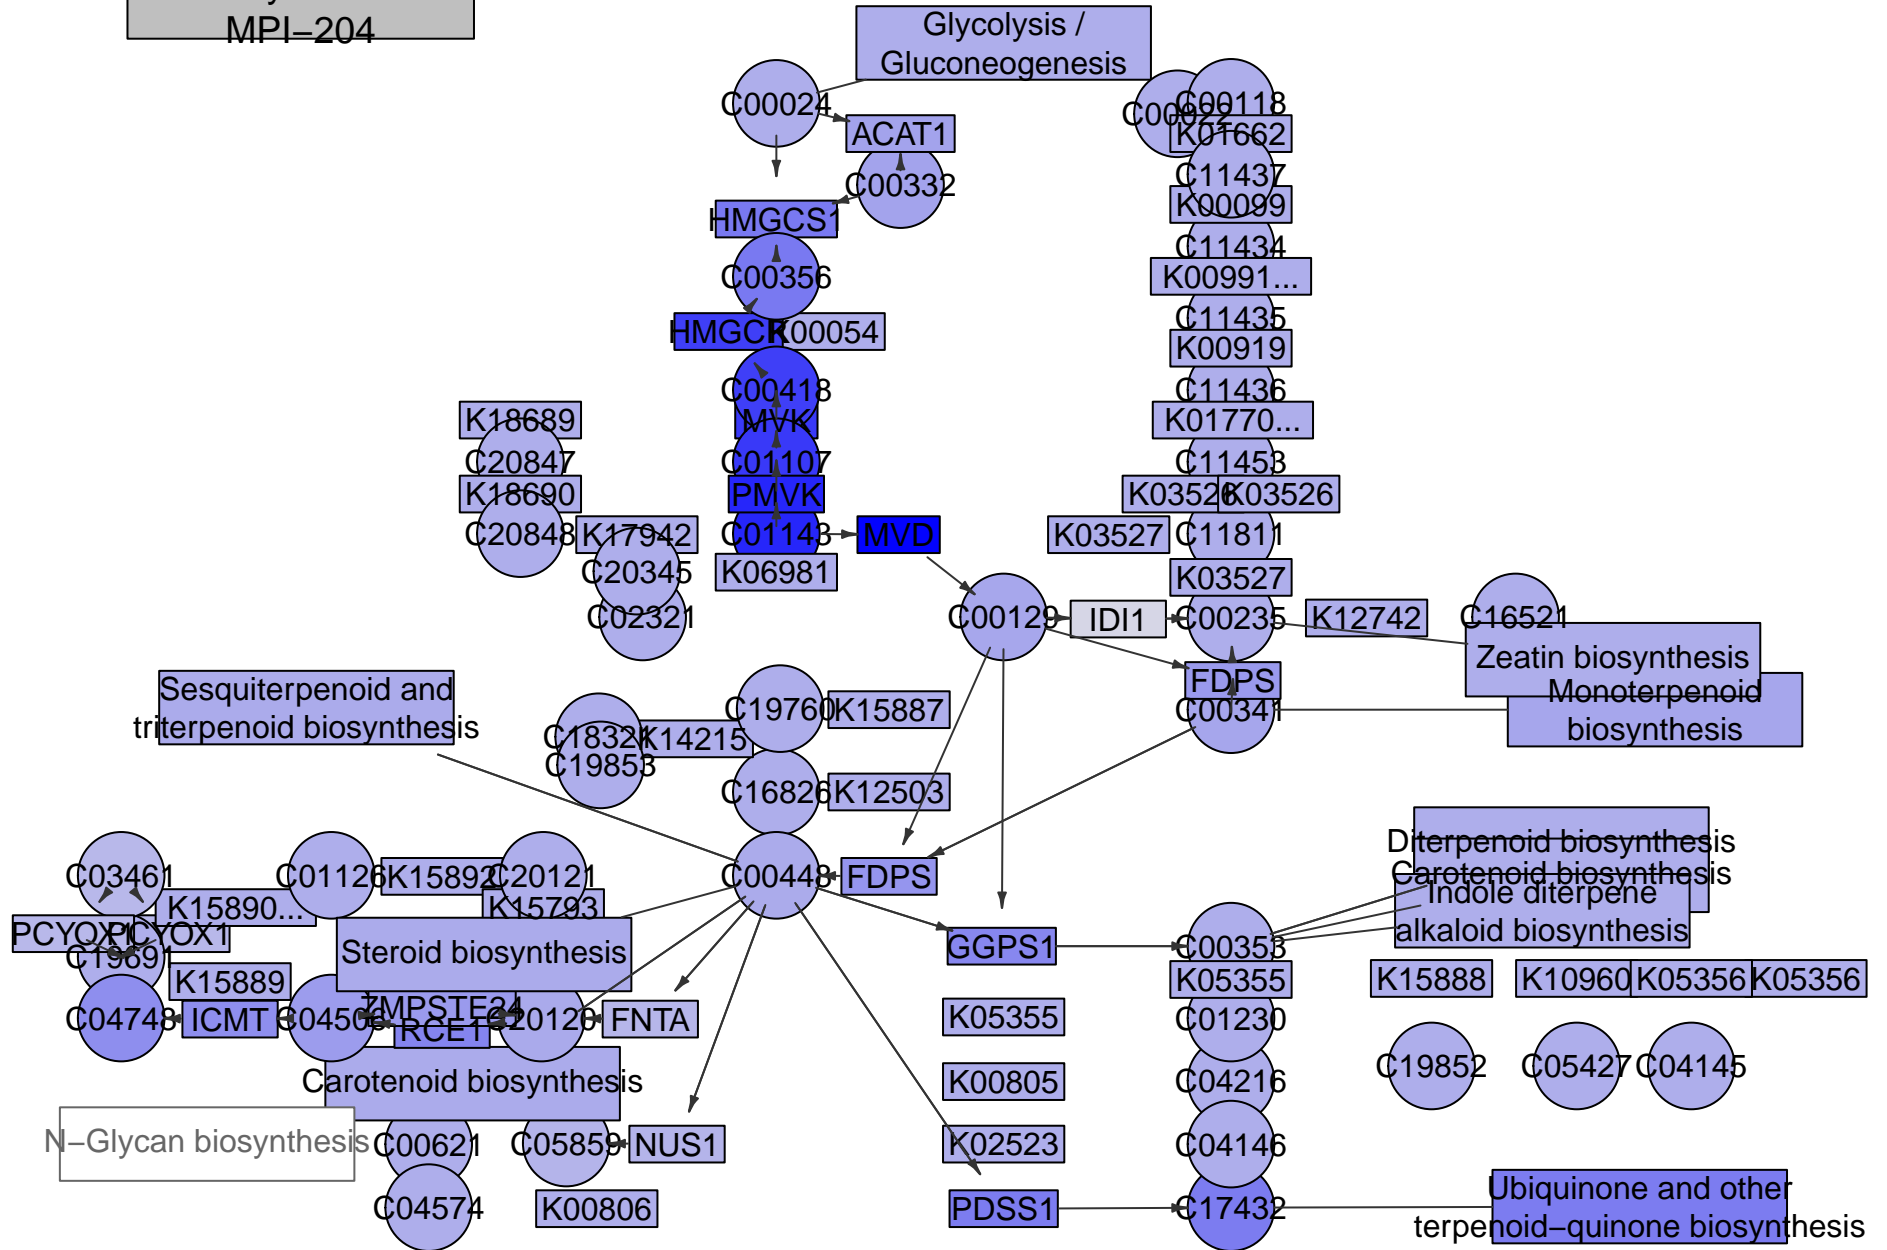 MPI−204
Glycolysis /
Gluconeogenesis
C00024
C00022
C00118
ACAT1
K01662
C00332
C11437
HMGCS1
K00099
C11434
C00356
K00991...
C11435
HMGCR
K00054
K00919
C00418
C11436
K18689
MVK
K01770...
C20847
C01107
C11453
K18690
PMVK
K03526
K03526
C20848
K17942
C01143
MVD
K03527
C11811
C20345
K06981
K03527
C02321
C00129
IDI1
C00235
K12742
C16521
Zeatin biosynthesis
Sesquiterpenoid and
triterpenoid biosynthesis
FDPS
Monoterpenoid
biosynthesis
C19760
K15887
C00341
C18324
K14215
C19853
C16826
K12503
Diterpenoid biosynthesis
Carotenoid biosynthesis
C03461
C01126
K15892
C20121
C00448
FDPS
Indole diterpene
alkaloid biosynthesis
K15890...
K15793
PCYOX1
PCYOX1
C19691
Steroid biosynthesis
GGPS1
C00353
K15889
K05355
K15888
K10960
K05356
K05356
C04748
ICMT
C04506
ZMPSTE24
RCE1
C20120
FNTA
K05355
C01230
C19852
C05427
C04145
Carotenoid biosynthesis
K00805
C04216
N−Glycan biosynthesis
C00621
C05859
NUS1
K02523
C04146
C04574
K00806
PDSS1
C17432
Ubiquinone and other
terpenoid−quinone biosynthesis